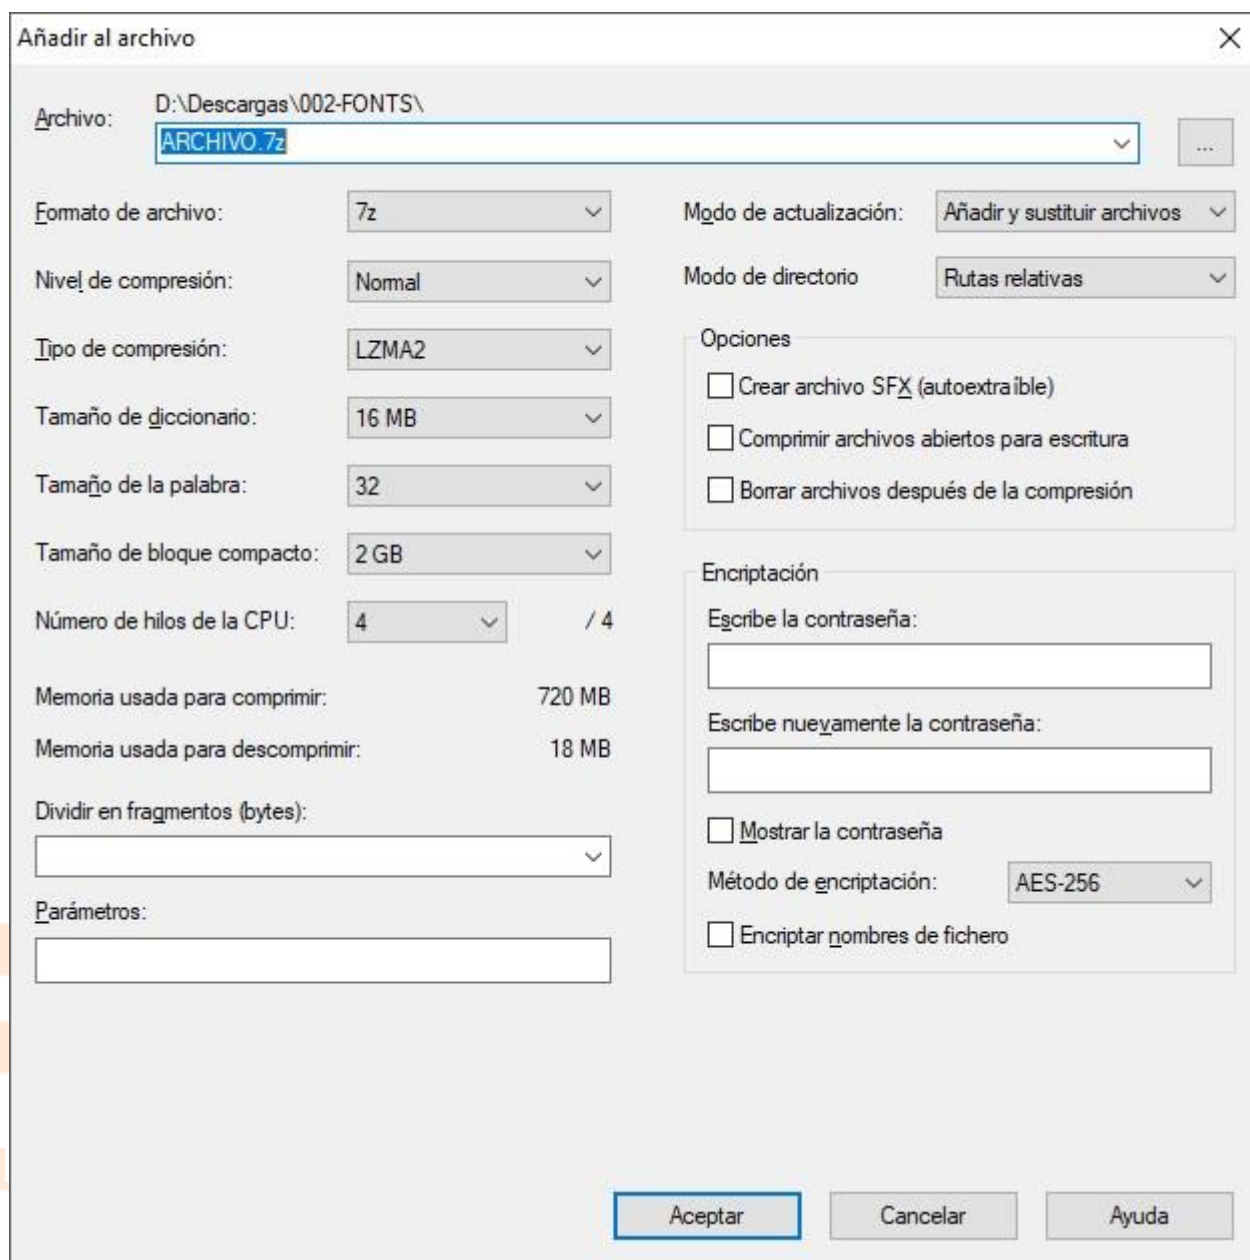 Añadir al archivo
Archivo:
D:\Descargas\002-FONTS\
ARCHIVO.7z
...
Formato de archivo: 7z
Nivel de compresión: Normal
Tipo de compresión: LZMA2
Tamaño de diccionario: 16 MB
Tamaño de la palabra: 32
Tamaño de bloque compacto: 2 GB
Número de hilos de la CPU: 4 / 4
Memoria usada para comprimir: 720 MB
Memoria usada para descomprimir: 18 MB
Dividir en fragmentos (bytes):
Parámetros:
Modo de actualización: Añadir y sustituir archivos
Modo de directorio Rutas relativas
Opciones
Crear archivo SFX (autoextraíble)
Comprimir archivos abiertos para escritura
Borrar archivos después de la compresión
Encriptación
Escribe la contraseña:
Escribe nuevamente la contraseña:
Mostrar la contraseña
Método de encriptación: AES-256
Encriptar nombres de fichero
Aceptar Cancelar Ayuda